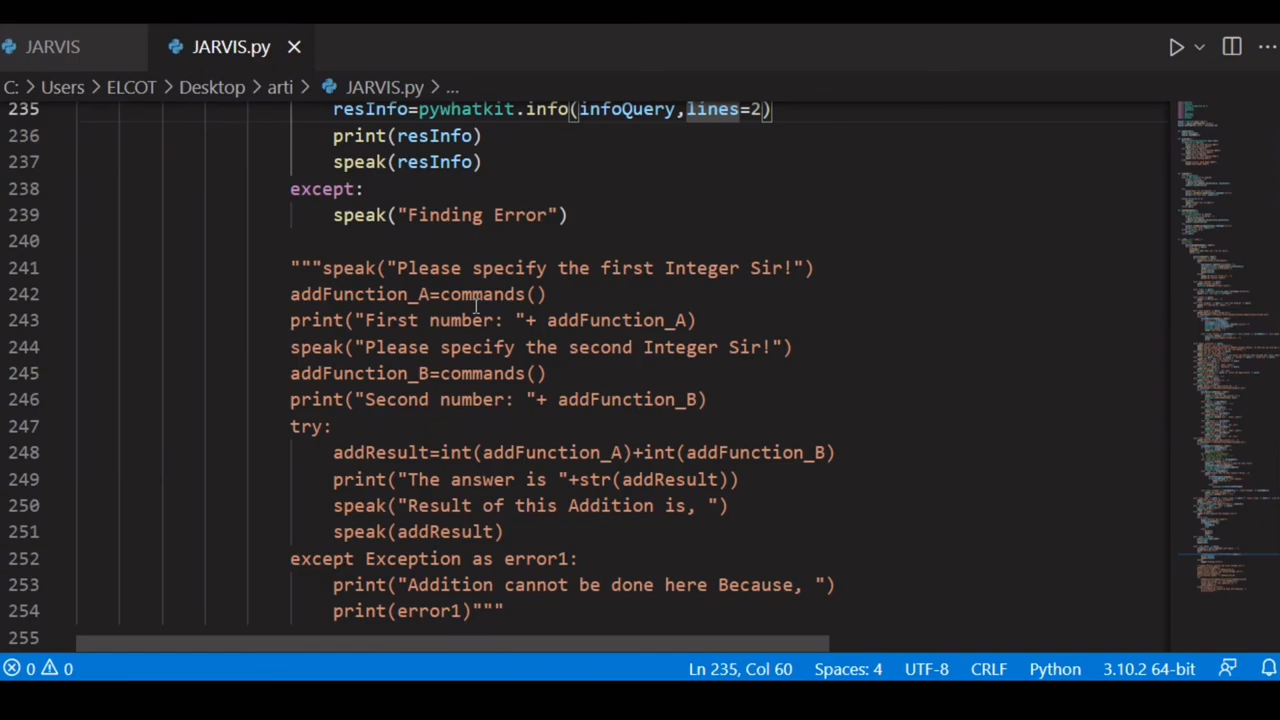 JARVIS
JARVIS.py
C: > Users > ELCOT > Desktop > arti > JARVIS.py > ...
235 resInfo=pywhatkit.info(infoQuery,lines=2)
236 print(resInfo)
237 speak(resInfo)
238 except:
239 speak("Finding Error")
240
241 """speak("Please specify the first Integer Sir!")
242 addFunction_A=commands()
243 print("First number: "+ addFunction_A)
244 speak("Please specify the second Integer Sir!")
245 addFunction_B=commands()
246 print("Second number: "+ addFunction_B)
247 try:
248 addResult=int(addFunction_A)+int(addFunction_B)
249 print("The answer is "+str(addResult))
250 speak("Result of this Addition is, ")
251 speak(addResult)
252 except Exception as error1:
253 print("Addition cannot be done here Because, ")
254 print(error1)"""
255
0 0 Ln 235, Col 60 Spaces: 4 UTF-8 CRLF Python 3.10.2 64-bit